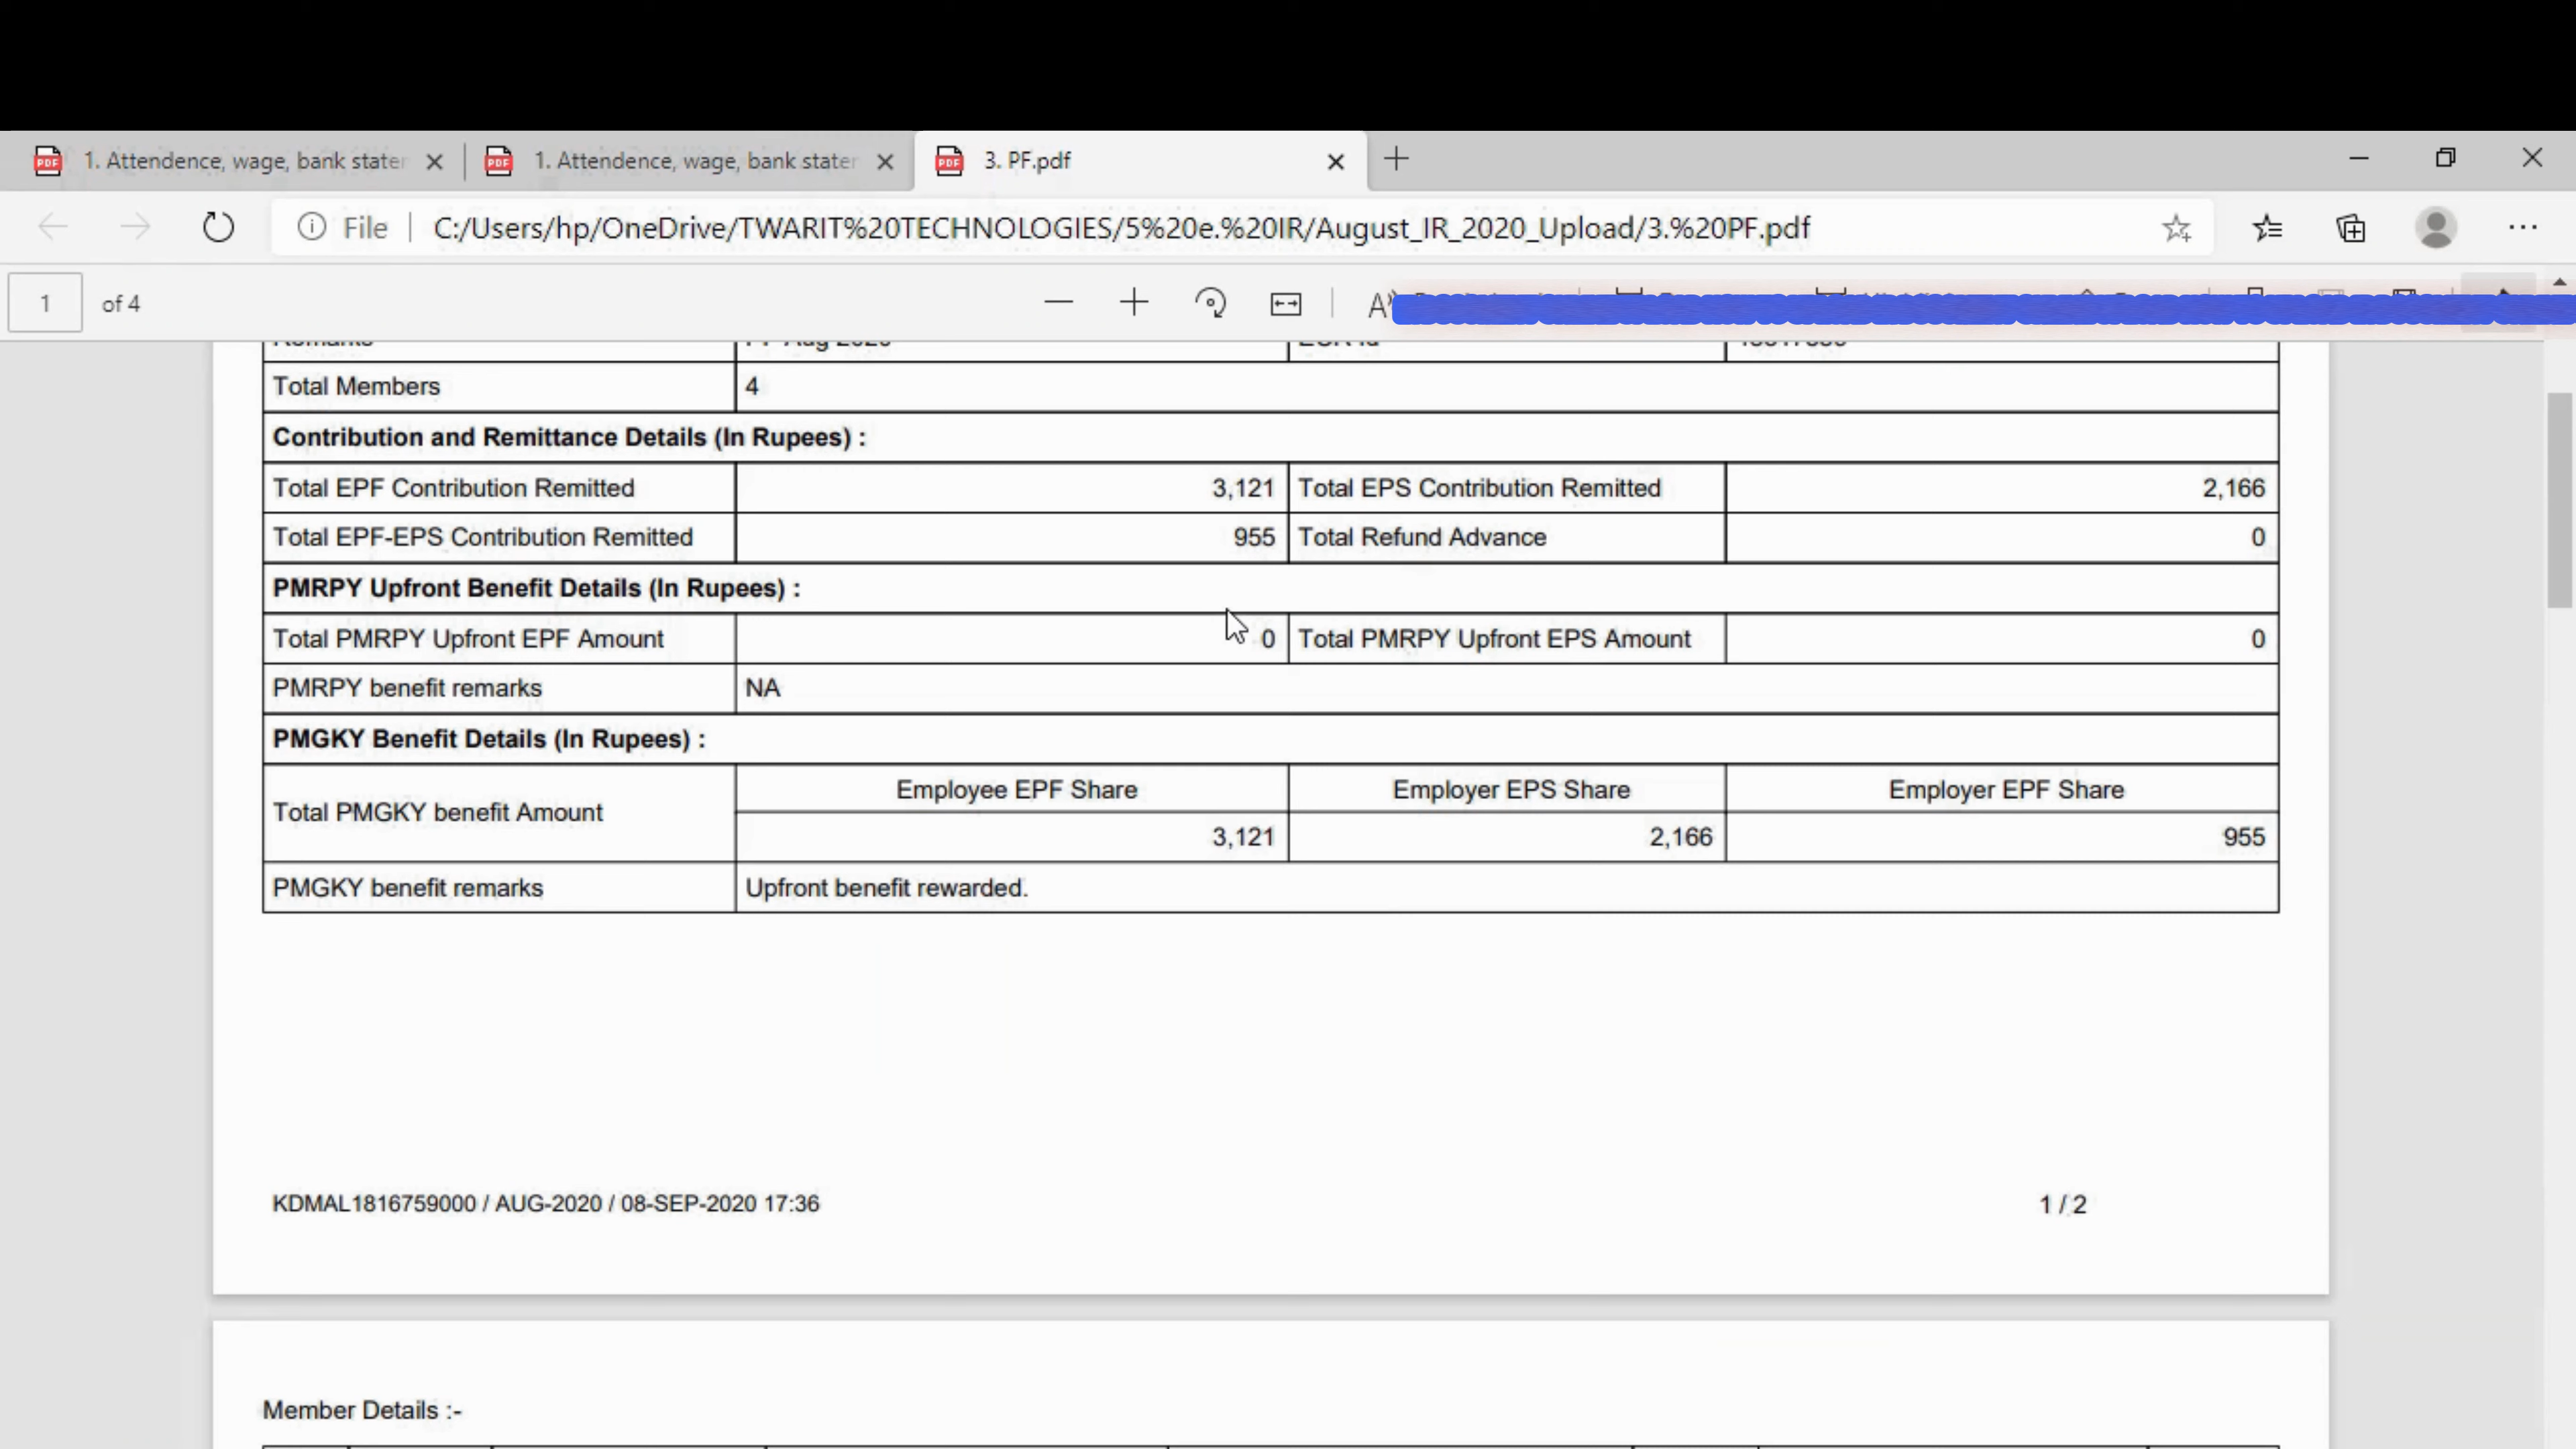 1. Attendence, wage, bank stater
1. Attendence, wage, bank stater
3. PF.pdf
File C:/Users/hp/OneDrive/TWARIT%20TECHNOLOGIES/5%20e.%20IR/August_IR_2020_Upload/3.%20PF.pdf
1 of 4
Total Members 4
Contribution and Remittance Details (In Rupees) :
Total EPF Contribution Remitted 3,121 Total EPS Contribution Remitted 2,166
Total EPF-EPS Contribution Remitted 955 Total Refund Advance 0
PMRPY Upfront Benefit Details (In Rupees) :
Total PMRPY Upfront EPF Amount 0 Total PMRPY Upfront EPS Amount 0
PMRPY benefit remarks NA
PMGKY Benefit Details (In Rupees) :
Total PMGKY benefit Amount Employee EPF Share Employer EPS Share Employer EPF Share
3,121 2,166 955
PMGKY benefit remarks Upfront benefit rewarded.
KDMAL1816759000 / AUG-2020 / 08-SEP-2020 17:36 1 / 2
Member Details :-